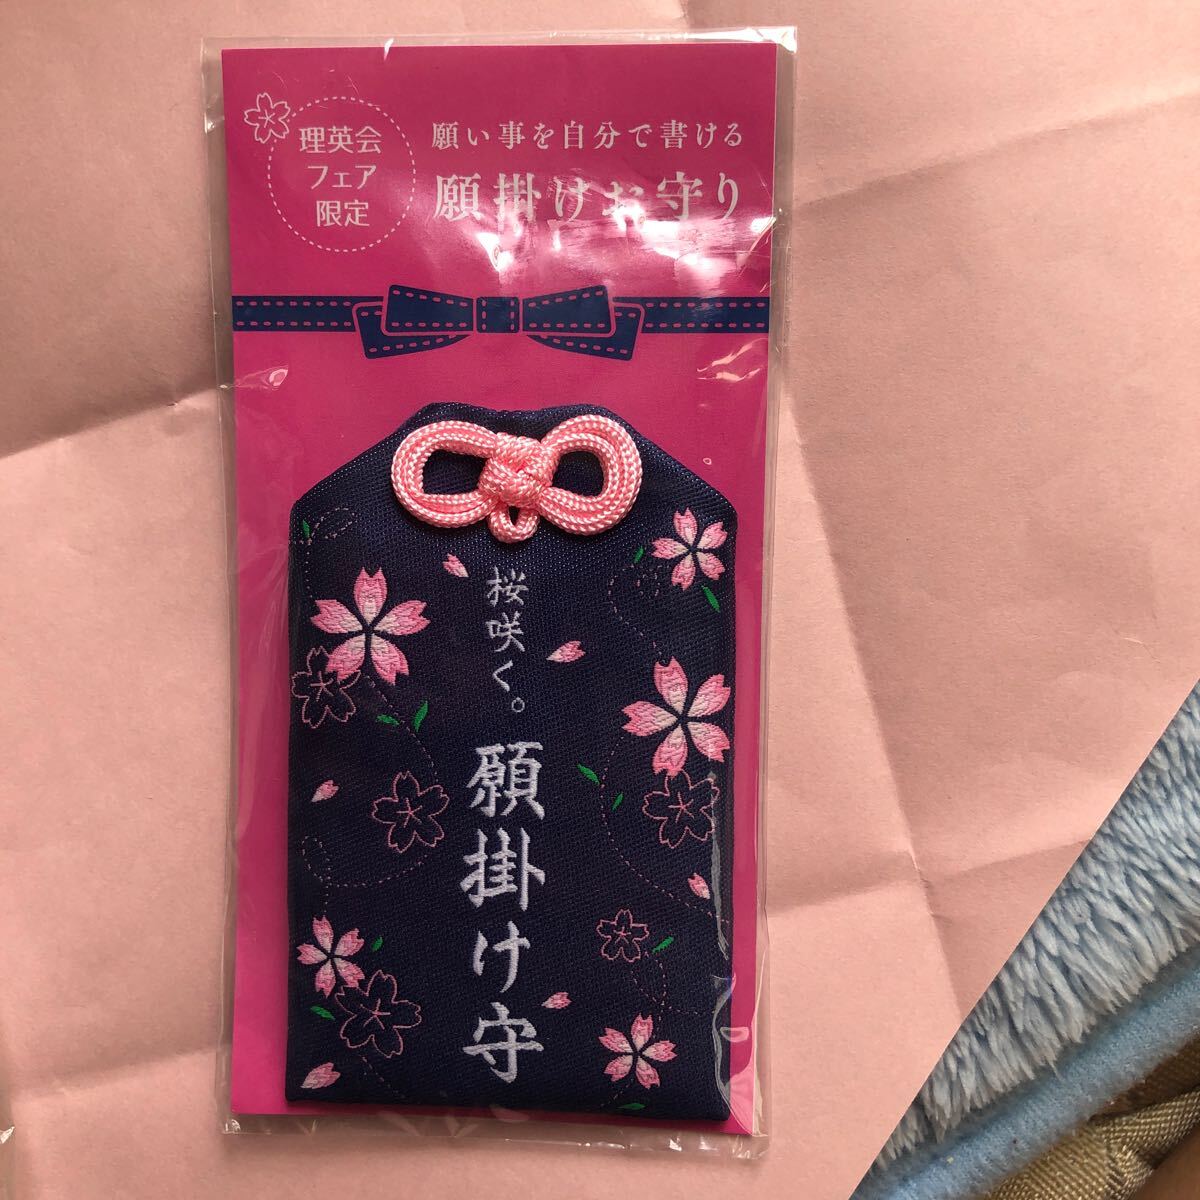 理英会
フェア
限定
願い事を自分で書ける
願掛けお守り
桜咲く。
願掛け守